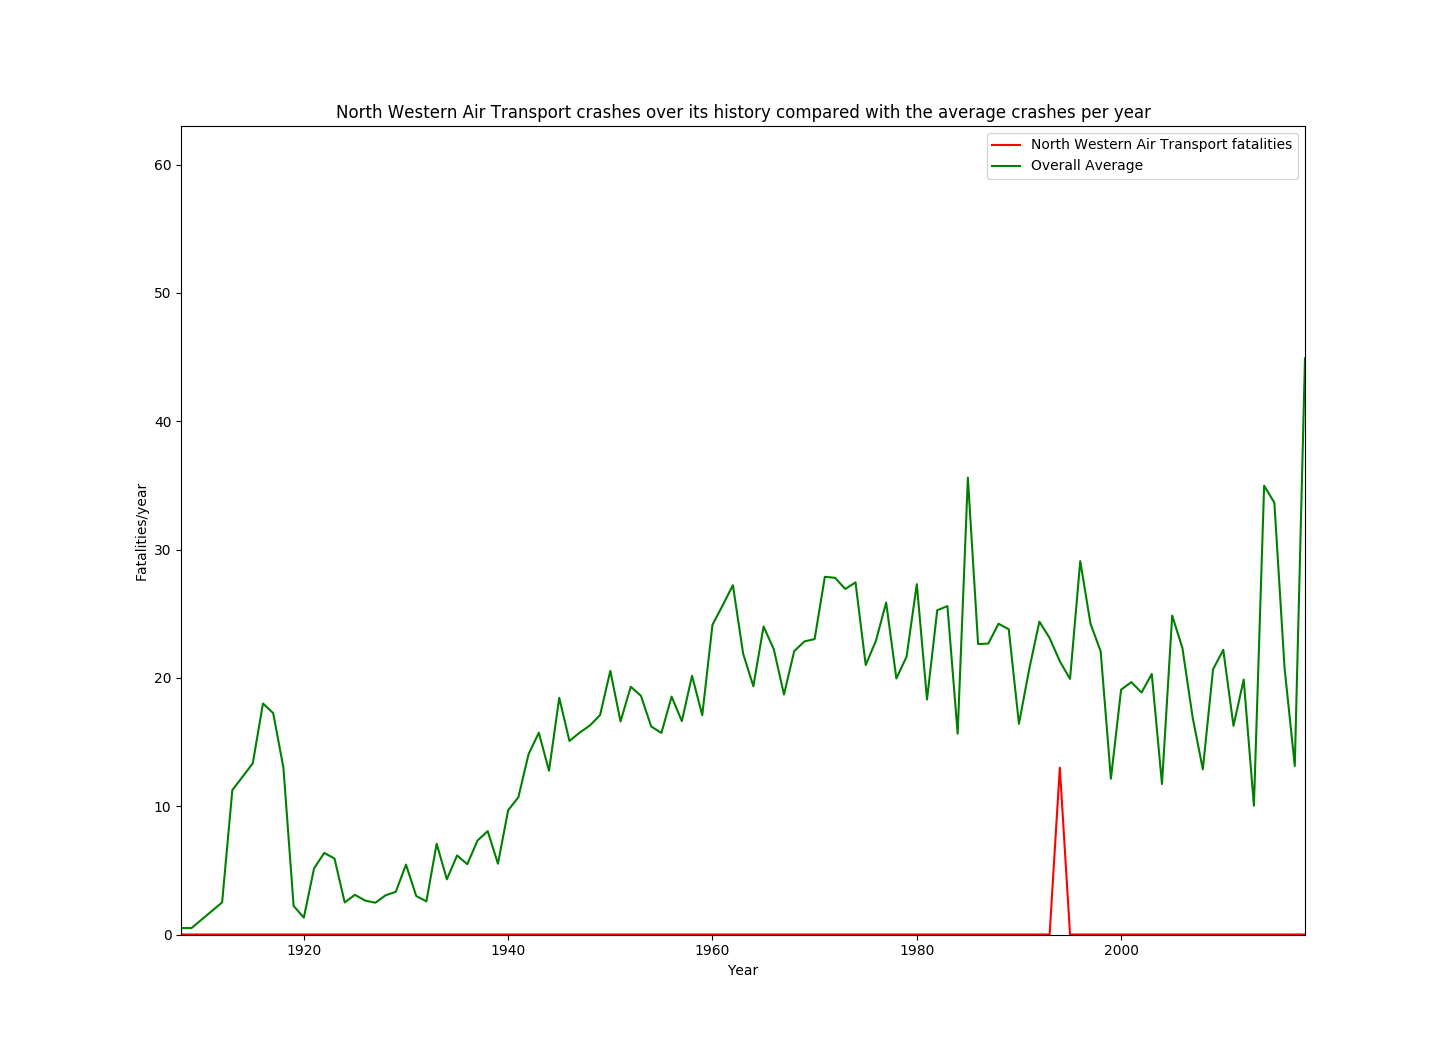 North Western Air Transport crashes over its history compared with the average crashes per year
North Western Air Transport fatalities
Overall Average
60
50
40
30
20
10
0
Fatalities/year
1920
1940
1960
1980
2000
Year